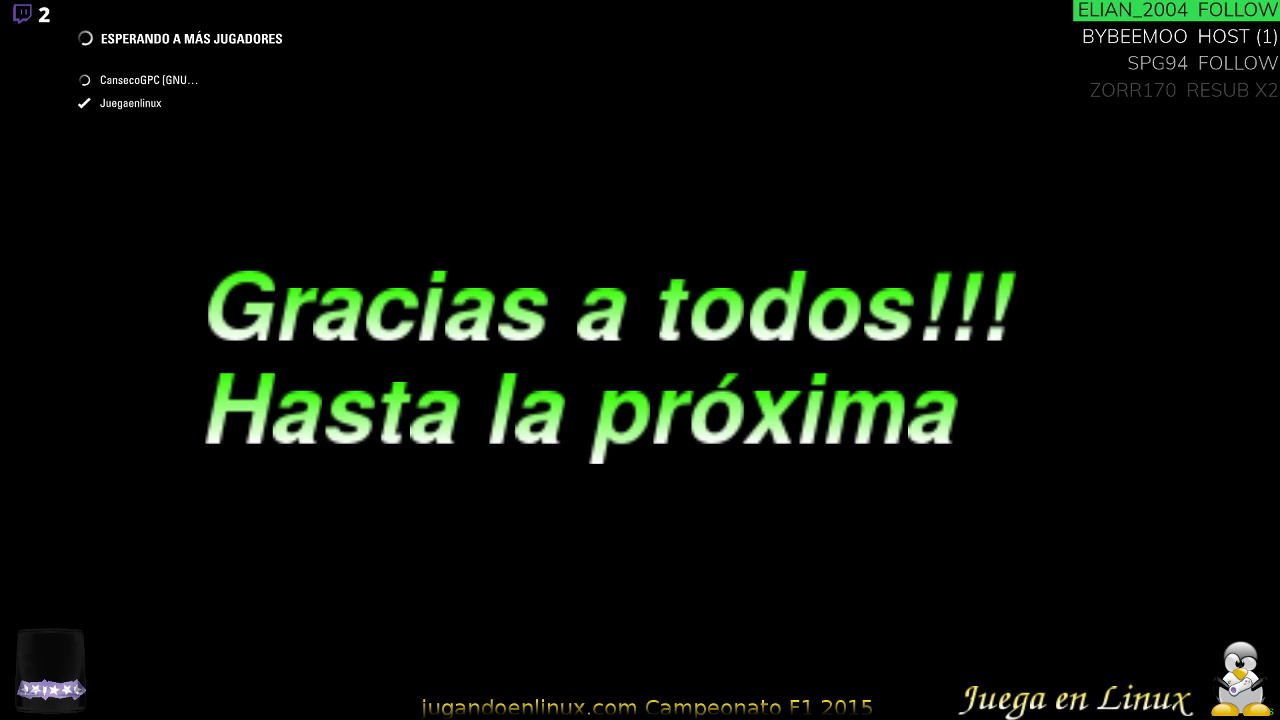 2
ESPERANDO A MÁS JUGADORES
CansecoGPC [GNU...
Juegaenlinux
ELIAN_2004 FOLLOW
BYBEEMOO HOST (1)
SPG94 FOLLOW
ZORR170 RESUB X2
Gracias a todos!!!
Hasta la próxima
jugandoenlinux.com Campeonato F1 2015
Juega en Linux